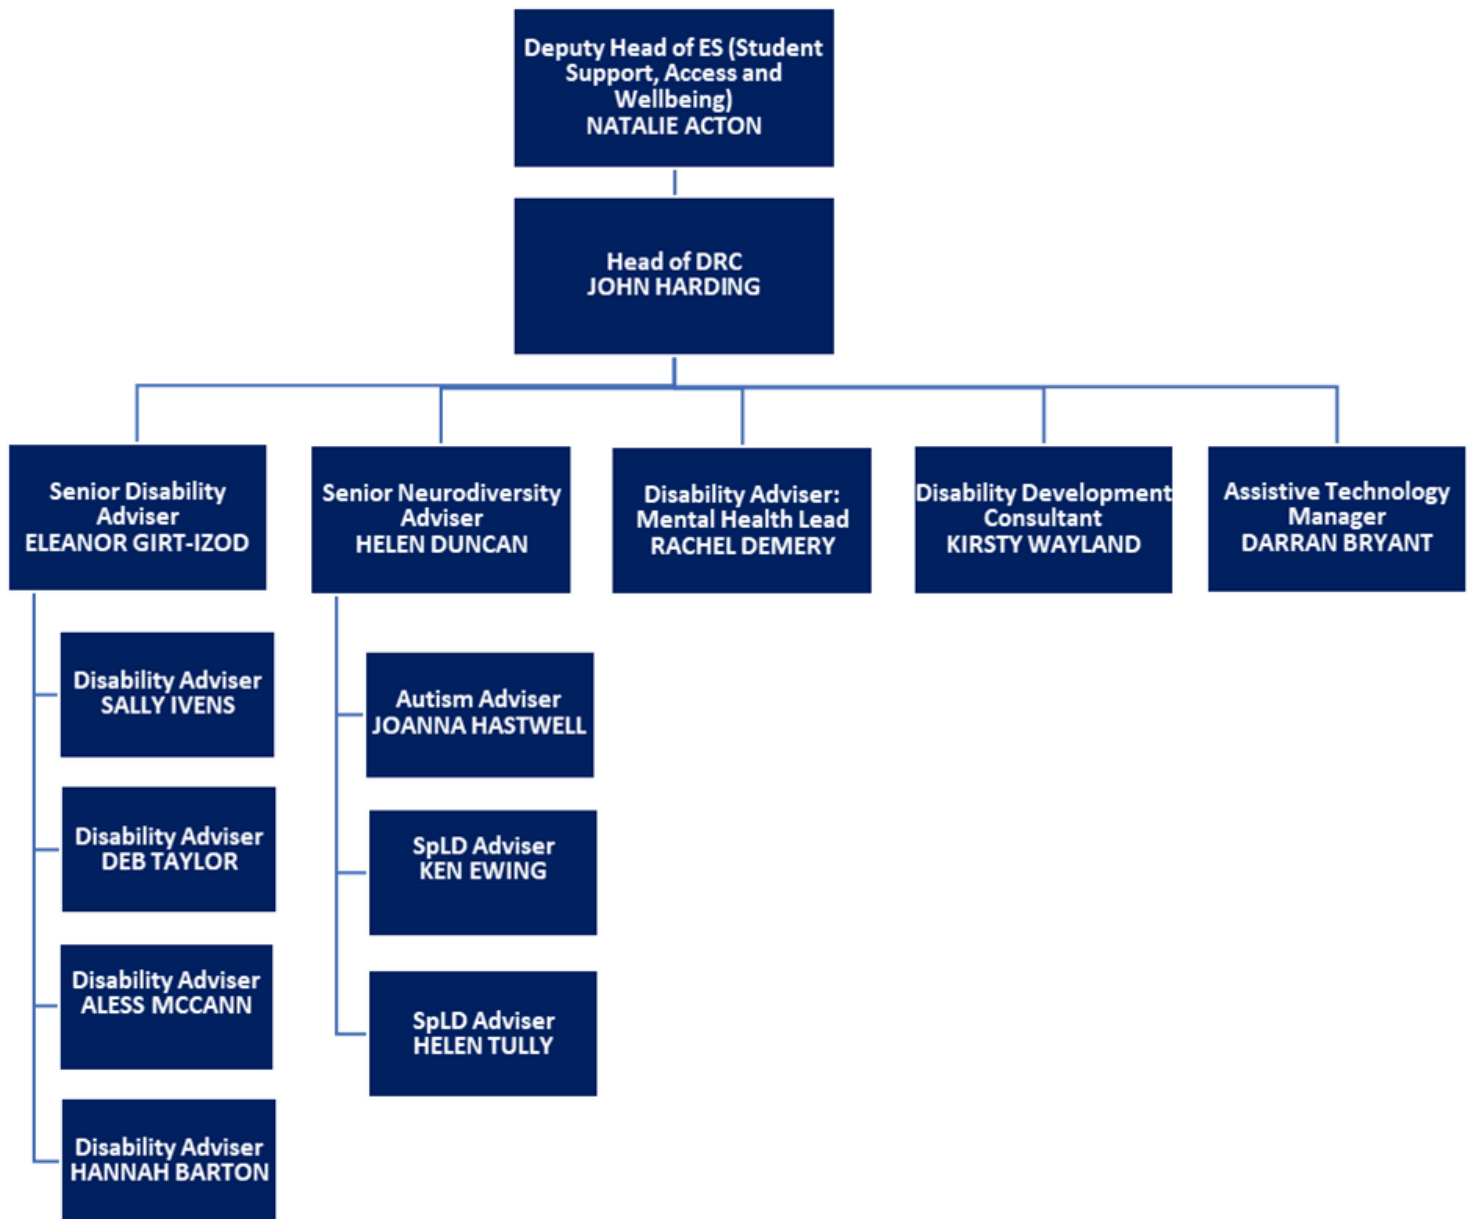 Deputy Head of ES (Student
Support, Access and
Wellbeing)
NATALIE ACTON
Head of DRC
JOHN HARDING
Senior Disability
Adviser
ELEANOR GIRT-IZOD
Senior Neurodiversity
Adviser
HELEN DUNCAN
Disability Adviser:
Mental Health Lead
RACHEL DEMERY
Disability Development
Consultant
KIRSTY WAYLAND
Assistive Technology
Manager
DARRAN BRYANT
Disability Adviser
SALLY IVENS
Disability Adviser
DEB TAYLOR
Disability Adviser
ALESS MCCANN
Disability Adviser
HANNAH BARTON
Autism Adviser
JOANNA HASTWELL
SpLD Adviser
KEN EWING
SpLD Adviser
HELEN TULLY